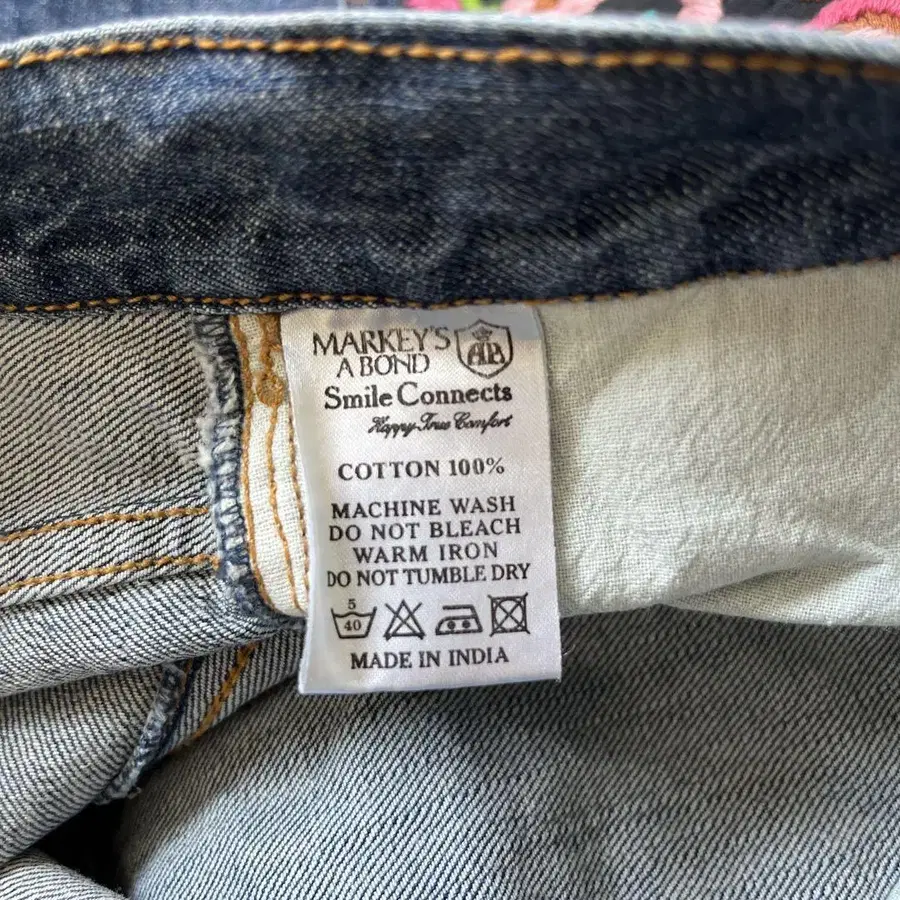 MARKEY'S
A BOND
AB
Smile Connects
Happy True Comfort
COTTON 100%
MACHINE WASH
DO NOT BLEACH
WARM IRON
DO NOT TUMBLE DRY
5
40
MADE IN INDIA